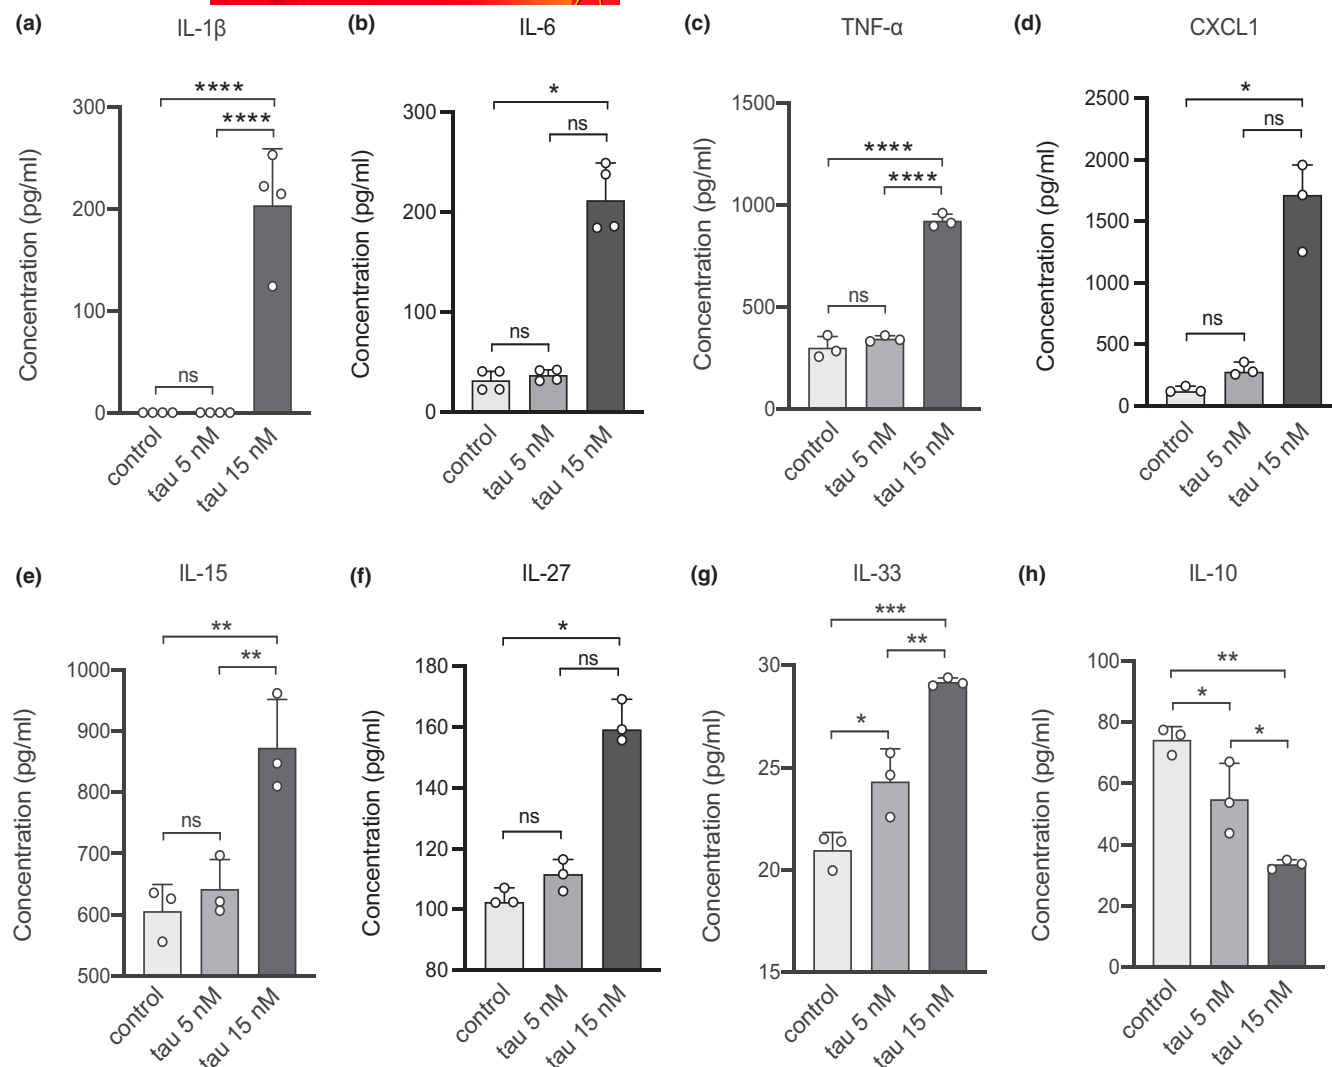 (a) IL-1β
Concentration (pg/ml)
300
200
100
0
****
****
ns
control
tau 5 nM
tau 15 nM
(b) IL-6
Concentration (pg/ml)
300
200
100
0
*
ns
ns
control
tau 5 nM
tau 15 nM
(c) TNF-α
Concentration (pg/ml)
1500
1000
500
0
****
****
ns
control
tau 5 nM
tau 15 nM
(d) CXCL1
Concentration (pg/ml)
2500
2000
1500
1000
500
0
*
ns
ns
control
tau 5 nM
tau 15 nM
(e) IL-15
Concentration (pg/ml)
1000
900
800
700
600
500
**
**
ns
control
tau 5 nM
tau 15 nM
(f) IL-27
Concentration (pg/ml)
180
160
140
120
100
80
*
ns
ns
control
tau 5 nM
tau 15 nM
(g) IL-33
Concentration (pg/ml)
30
25
20
15
***
**
*
control
tau 5 nM
tau 15 nM
(h) IL-10
Concentration (pg/ml)
100
80
60
40
20
0
**
*
*
control
tau 5 nM
tau 15 nM